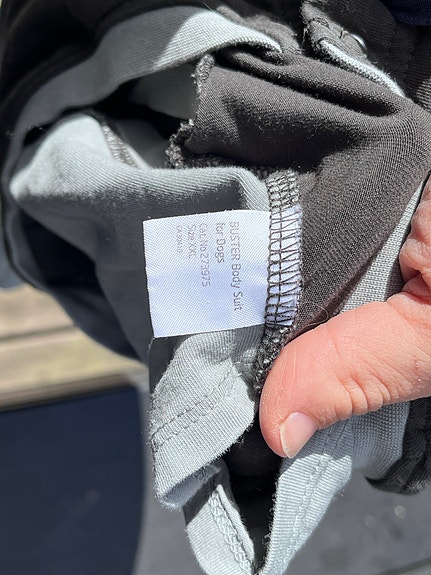 BUSTER Body Suit
for Dogs
Cat.No.273975
Size XXL